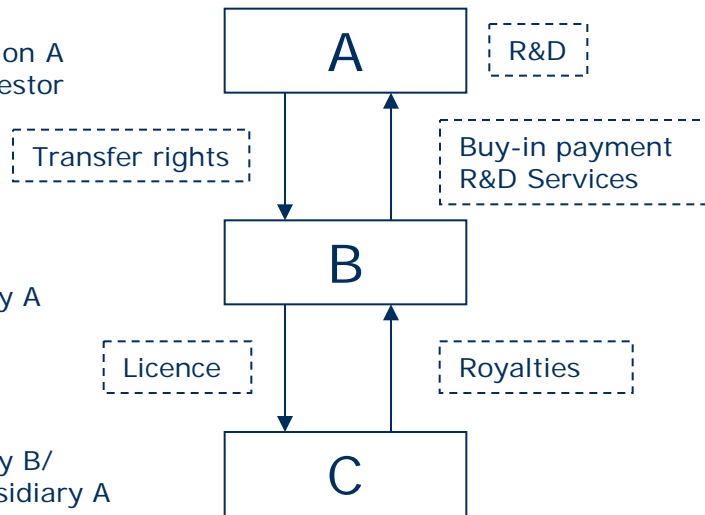 A
R&D
on A
estor
Transfer rights
Buy-in payment
R&D Services
B
y A
Licence
Royalties
y B/
sidiary A
C